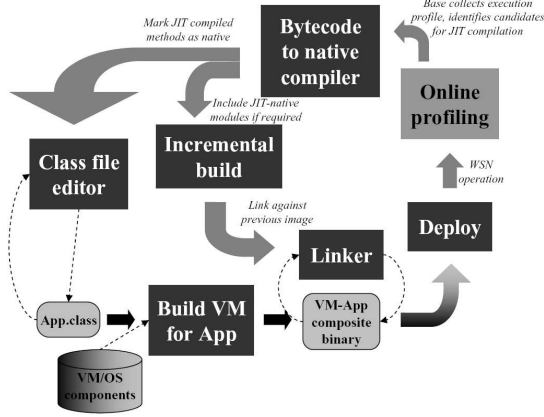 Mark JIT compiled
methods as native
Bytecode
to native
compiler
Base collects execution
profile, identifies candidates
for JIT compilation
Online
profiling
Include JIT-native
modules if required
Class file
editor
Incremental
build
WSN
operation
Link against
previous image
Linker
Deploy
App.class
Build VM
for App
VM-App
composite
binary
VM/OS
components